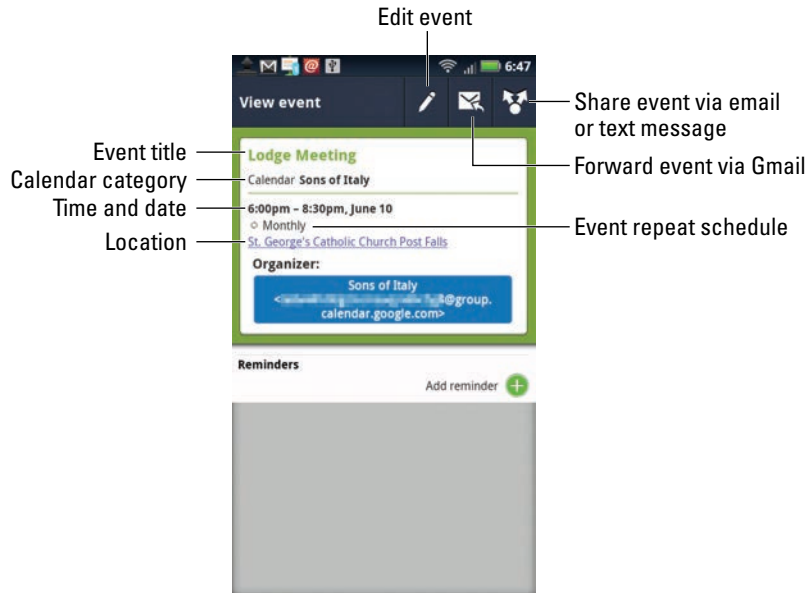 Edit event
6:47
View event
Share event via email
or text message
Forward event via Gmail
Event title
Lodge Meeting
Calendar category
Calendar Sons of Italy
Time and date
6:00pm – 8:30pm, June 10
Monthly
Event repeat schedule
Location
St. George's Catholic Church Post Falls
Organizer:
Sons of Italy
@group.
calendar.google.com>
Reminders
Add reminder